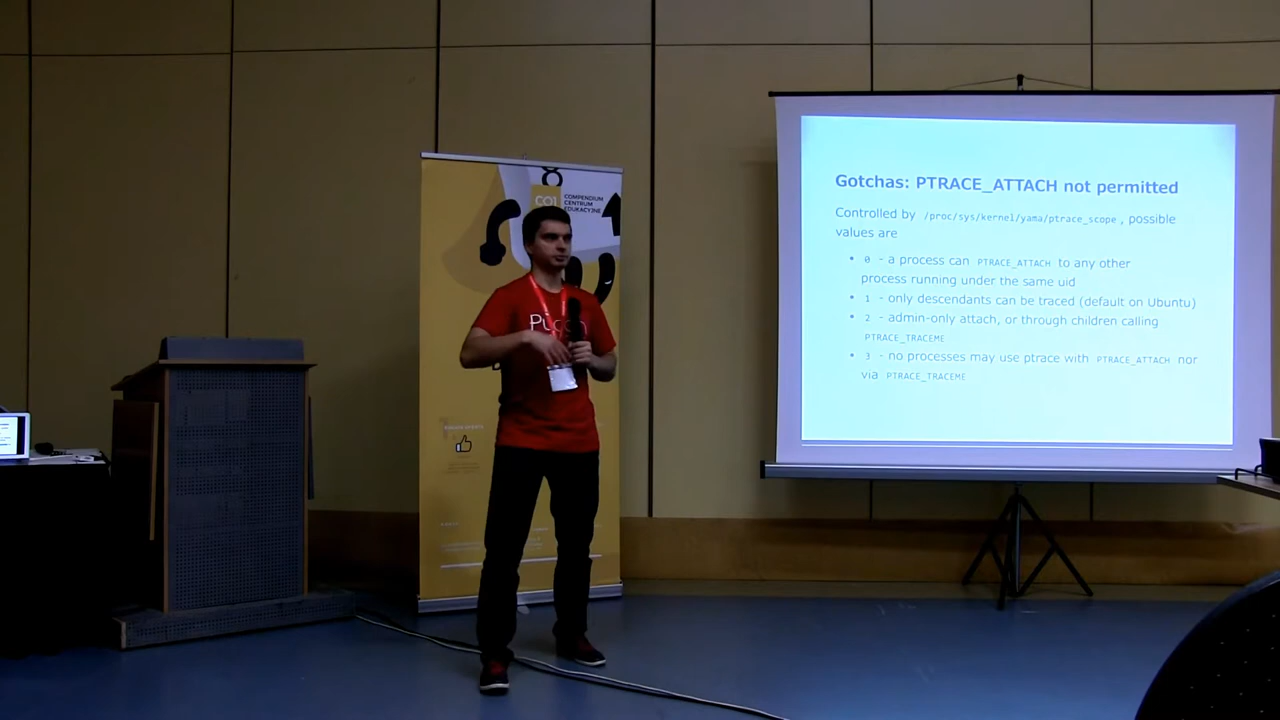 CO1
COMPENDIUM
CENTRUM
EDUKACYJNE
Gotchas: PTRACE_ATTACH not permitted
Controlled by /proc/sys/kernel/yama/ptrace_scope , possible
values are
• 0 - a process can PTRACE_ATTACH to any other
process running under the same uid
• 1 - only descendants can be traced (default on Ubuntu)
• 2 - admin-only attach, or through children calling
PTRACE_TRACEME
• 3 - no processes may use ptrace with PTRACE_ATTACH nor
via PTRACE_TRACEME